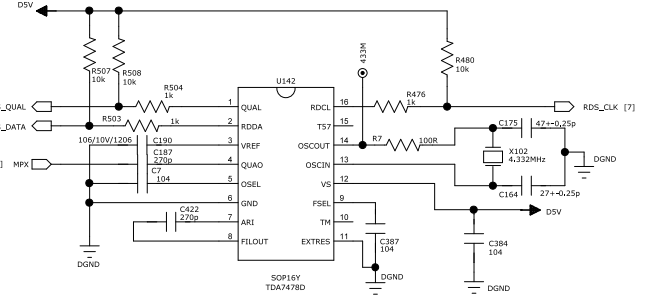 D5V
433M
R507
10k
R508
10k
R480
10k
R504
1k
U142
R476
1k
S_QUAL
1 QUAL
RDCL 16
RDS_CLK [7]
S_DATA
R503
1k
2 RDDA
T57 15
C175
47+-0,25p
106/10V/1206
C190
3 VREF
OSCOUT 14
R7
100R
X102
4.332MHz
DGND
] MPX
C187
270p
4 QUAO
OSCIN 13
C7
104
5 OSEL
VS 12
C164
27+-0,25p
6 GND
FSEL 9
D5V
C422
270p
7 ARI
TM 10
8 FILOUT
EXTRES 11
C387
104
C384
104
DGND
SOP16Y
TDA7478D
DGND
DGND